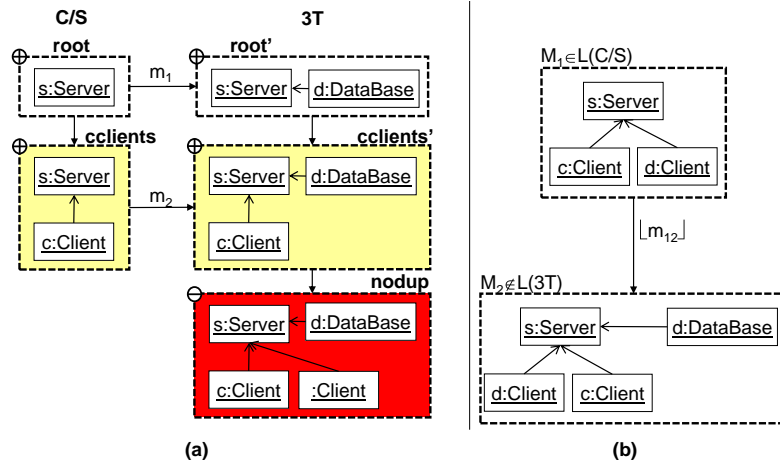 C/S
3T
root
root'
s:Server
m1
s:Server
d:DataBase
cclients
cclients'
s:Server
m2
s:Server
d:DataBase
c:Client
c:Client
nodup
s:Server
d:DataBase
c:Client
:Client
(a)
M1∈L(C/S)
s:Server
c:Client
d:Client
⌊m12⌋
M2∉L(3T)
s:Server
d:DataBase
d:Client
c:Client
(b)